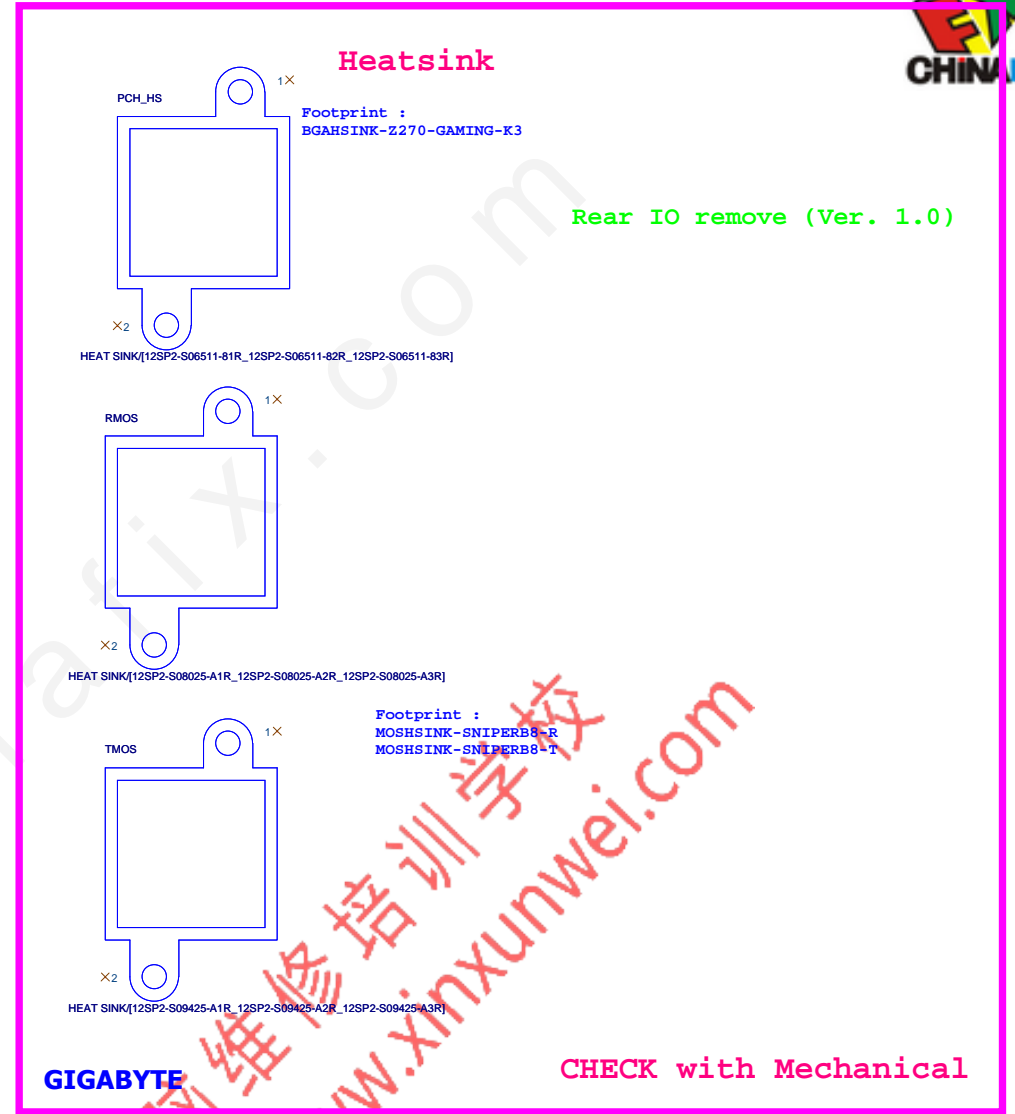 Heatsink
CHINA
1
PCH_HS
Footprint :
BGAHSINK-Z270-GAMING-K3
Rear IO remove (Ver. 1.0)
2
HEAT SINK/[12SP2-S06511-81R_12SP2-S06511-82R_12SP2-S06511-83R]
1
RMOS
2
HEAT SINK/[12SP2-S08025-A1R_12SP2-S08025-A2R_12SP2-S08025-A3R]
Footprint :
MOSHSINK-SNIPERB8-R
MOSHSINK-SNIPERB8-T
1
TMOS
2
HEAT SINK/[12SP2-S09425-A1R_12SP2-S09425-A2R_12SP2-S09425-A3R]
GIGABYTE
CHECK with Mechanical
维修培训学校
w.xinxunwei.com
afix.com